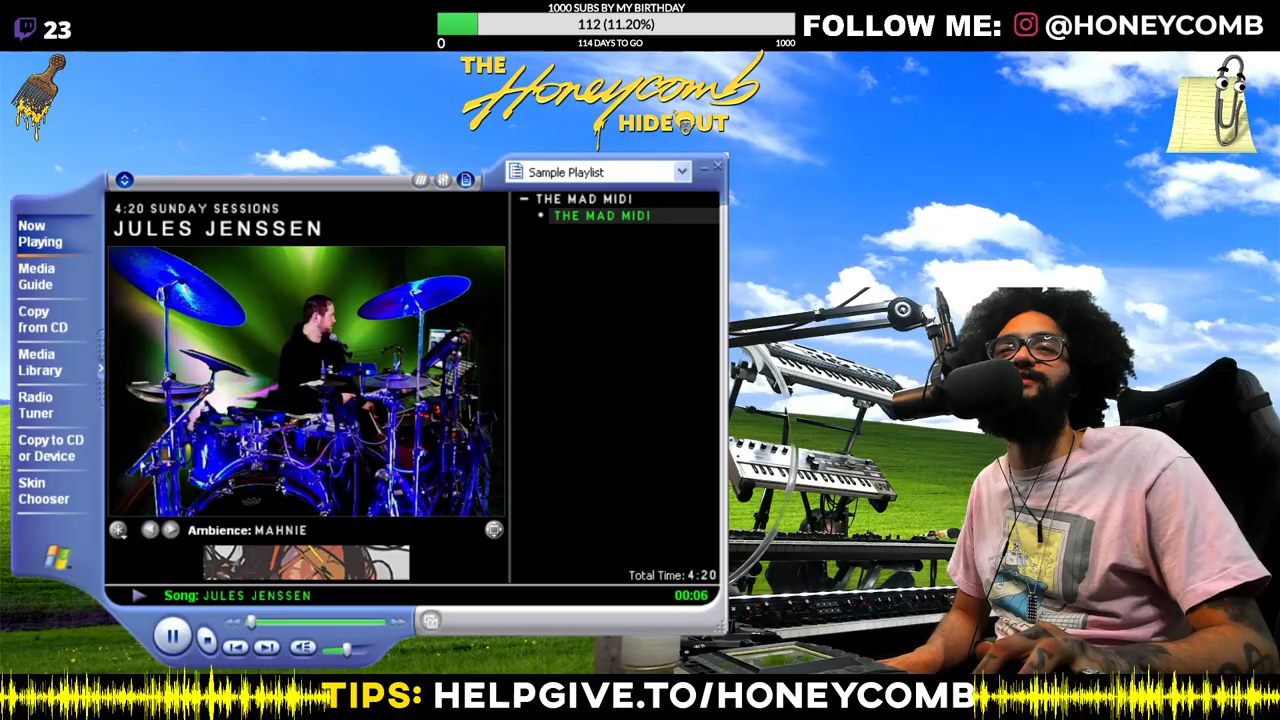 23
1000 SUBS BY MY BIRTHDAY
112 (11.20%)
0
114 DAYS TO GO
1000
FOLLOW ME: @HONEYCOMB
THE
Honeycomb
HIDEOUT
Sample Playlist
4:20 SUNDAY SESSIONS
JULES JENSSEN
THE MAD MIDI
THE MAD MIDI
Now
Playing
Media
Guide
Copy
from CD
Media
Library
Radio
Tuner
Copy to CD
or Device
Skin
Chooser
Ambience: MAHNIE
Total Time: 4:20
Song: JULES JENSSEN
00:06
TIPS: HELPGIVE.TO/HONEYCOMB